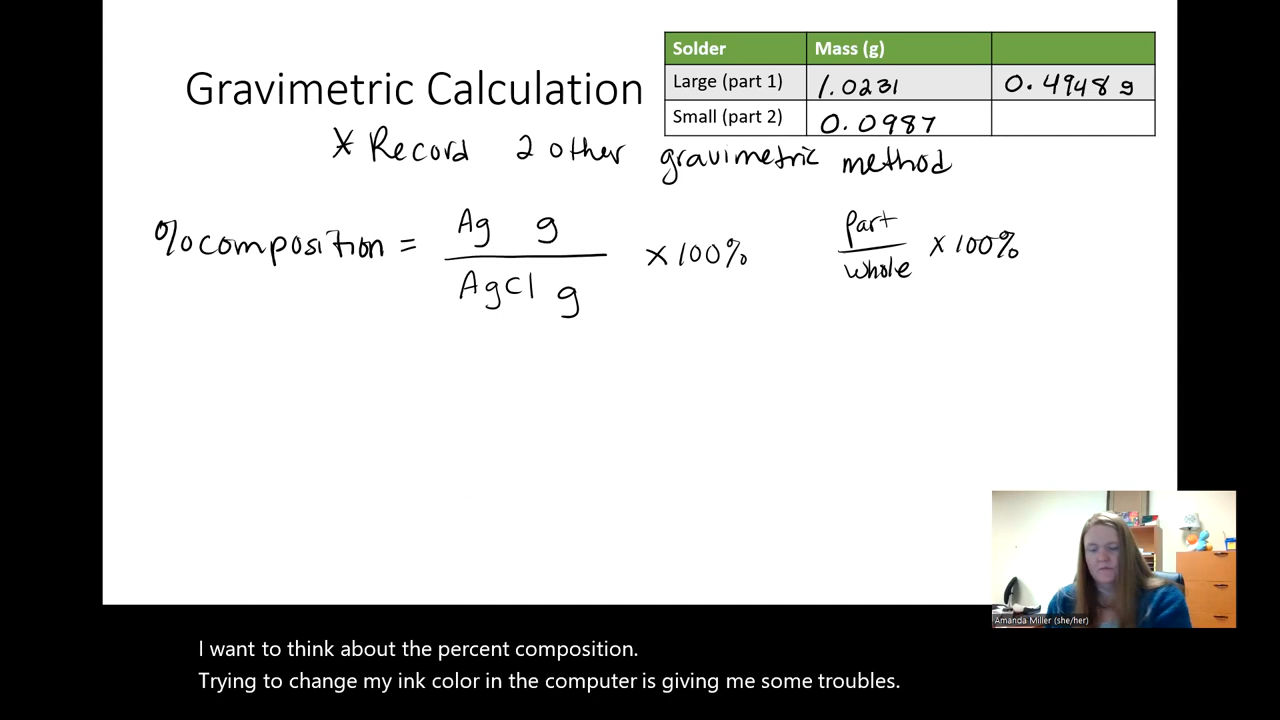 Gravimetric Calculation
Solder Mass (g)
Large (part 1) 1.0231 0.4948 g
Small (part 2) 0.0987
* Record 2 other gravimetric method
%composition = Ag g / AgCl g x 100%
Part / whole x 100%
Amanda Miller (she/her)
I want to think about the percent composition.
Trying to change my ink color in the computer is giving me some troubles.